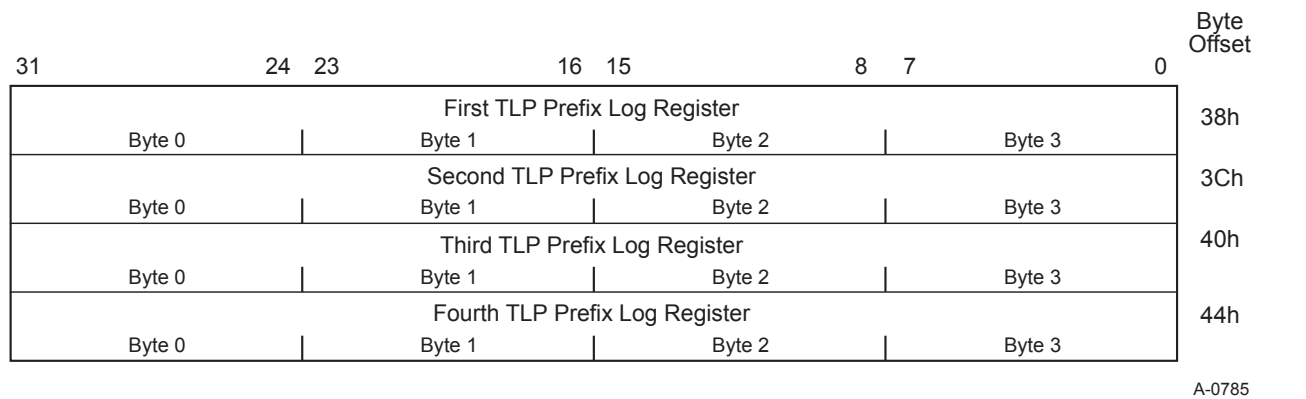 Byte
Offset
31 24 23 16 15 8 7 0
First TLP Prefix Log Register
38h
Byte 0 Byte 1 Byte 2 Byte 3
Second TLP Prefix Log Register
3Ch
Byte 0 Byte 1 Byte 2 Byte 3
Third TLP Prefix Log Register
40h
Byte 0 Byte 1 Byte 2 Byte 3
Fourth TLP Prefix Log Register
44h
Byte 0 Byte 1 Byte 2 Byte 3
A-0785